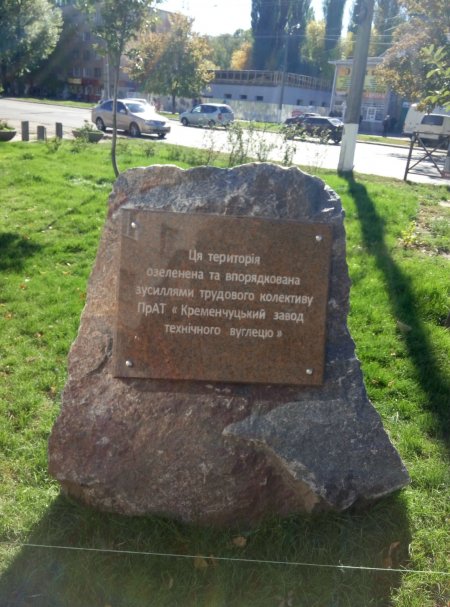 Ця територія
озеленена та впорядкована
зусиллями трудового колективу
ПрАТ « Кременчуцький завод
технічного вуглецю »